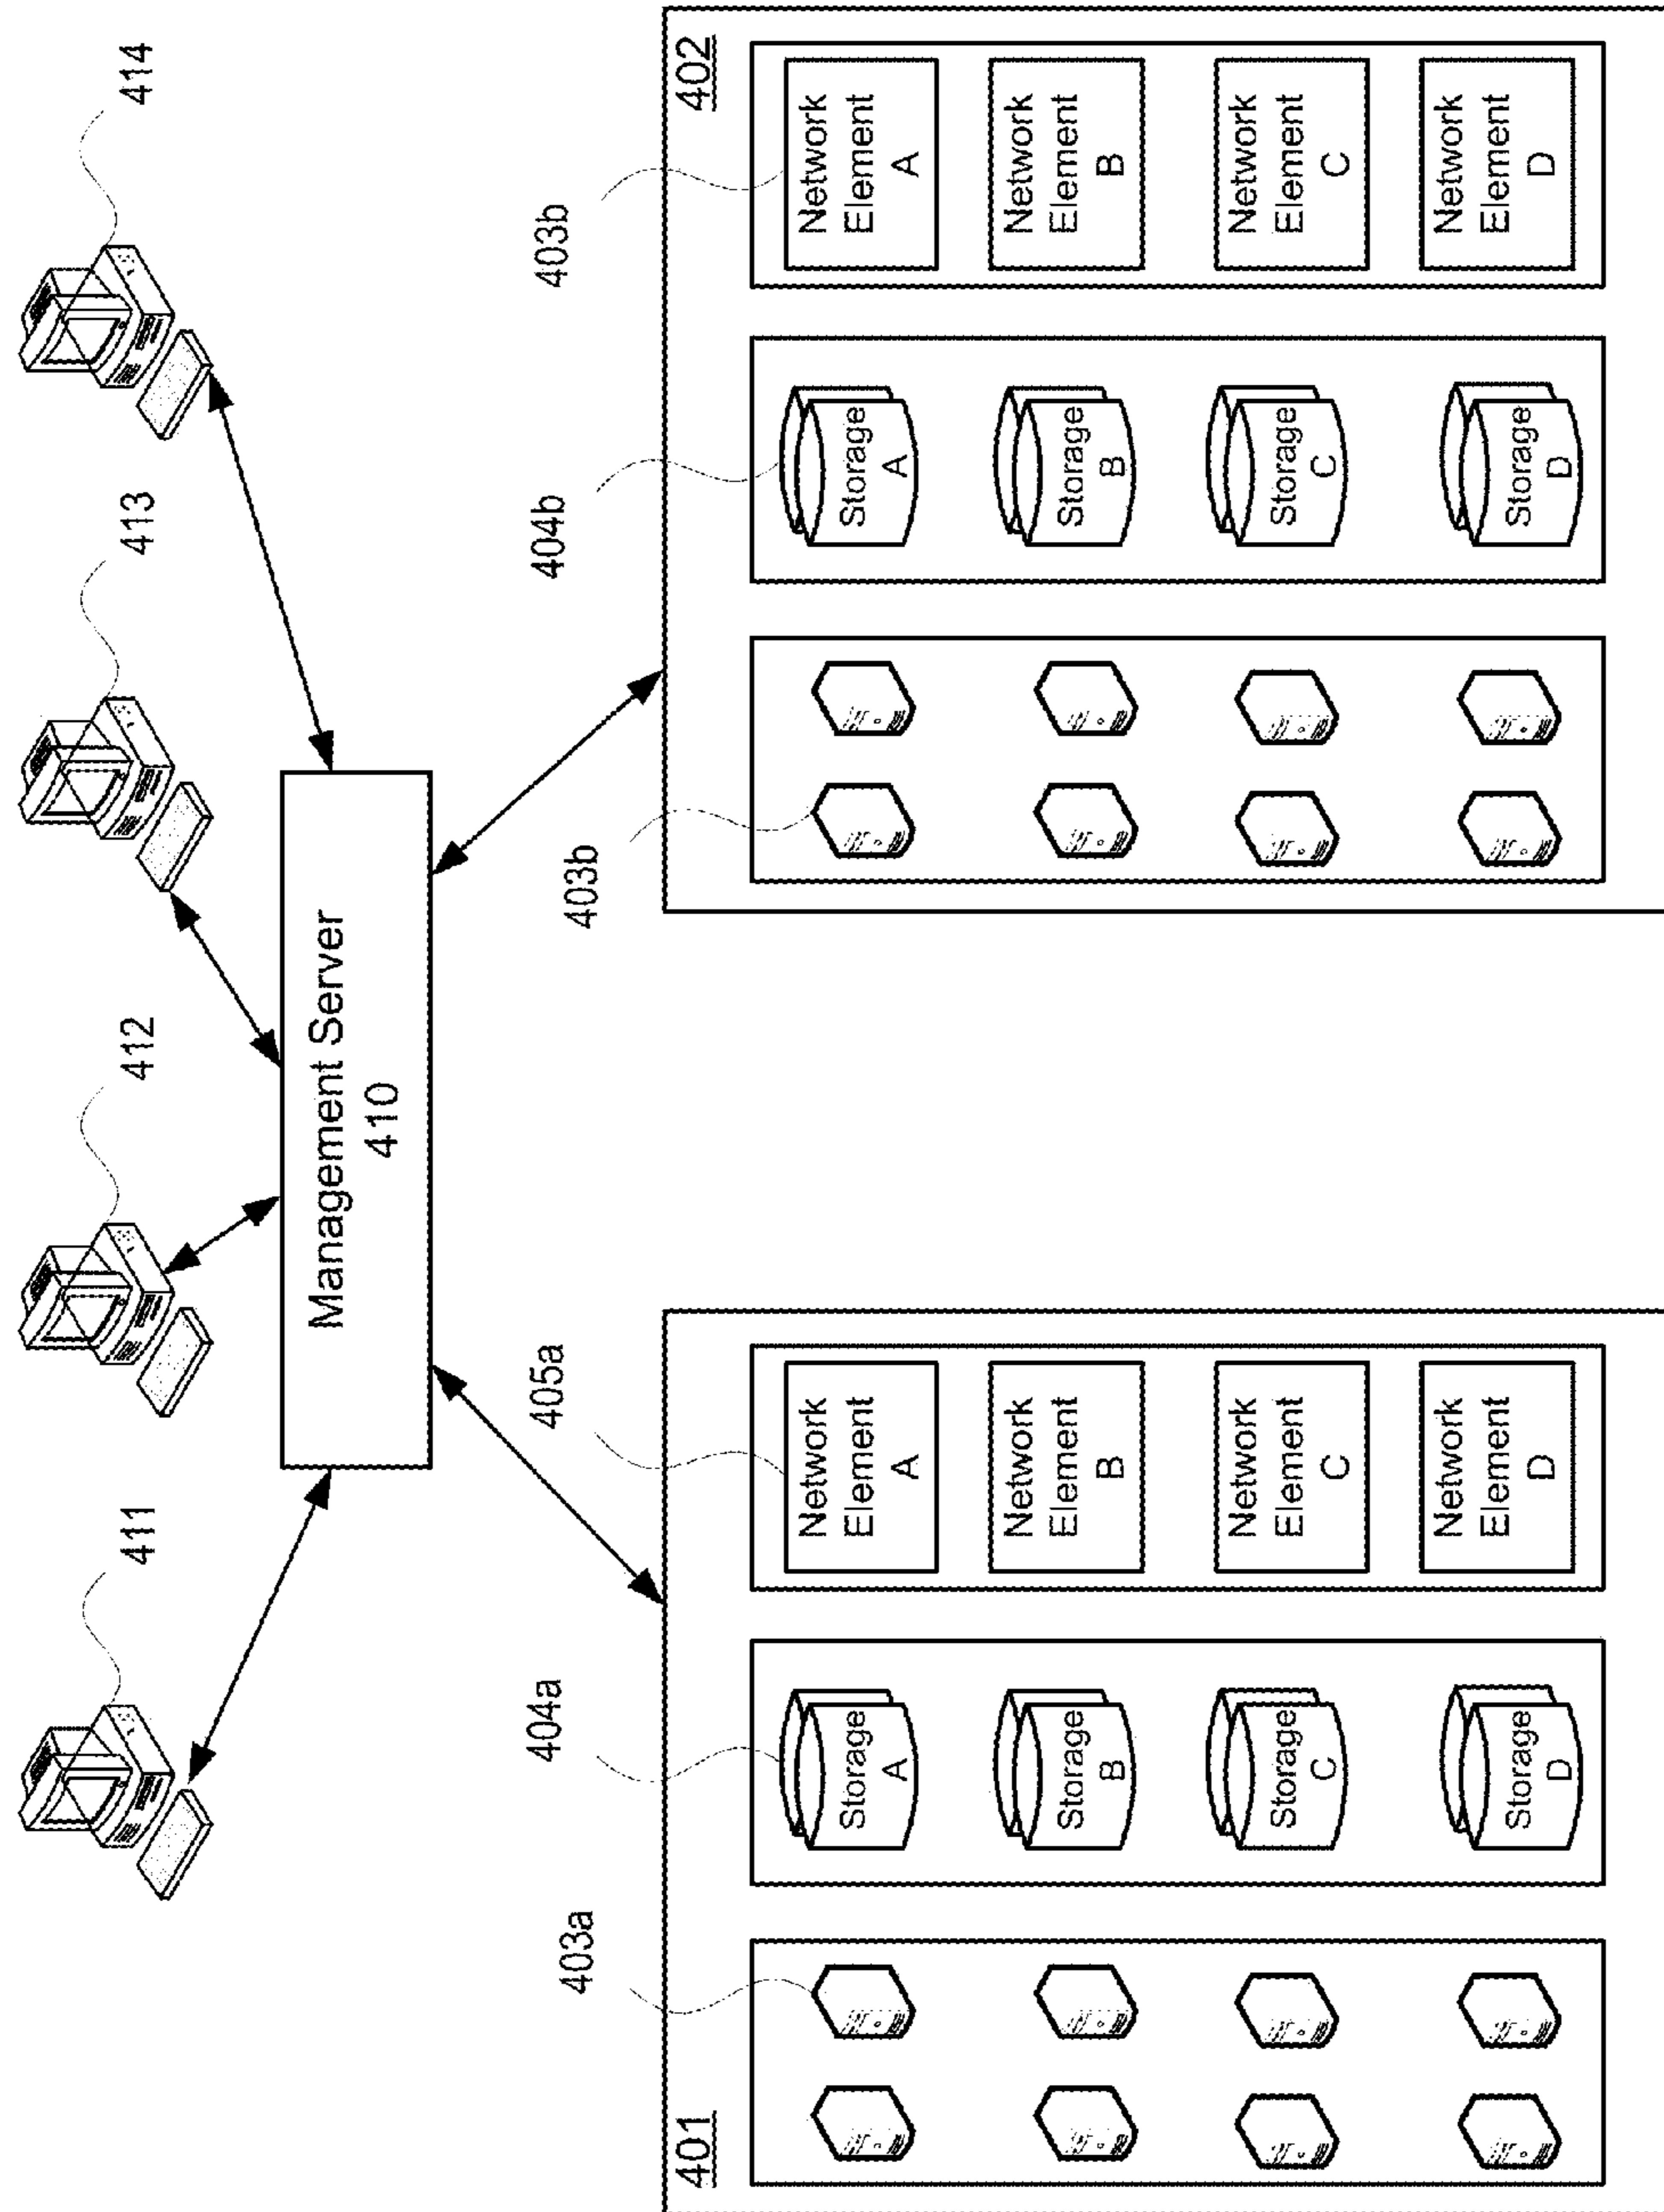 411
412
413
414
Management Server
410
401
403a
404a
405a
Storage
A
Storage
B
Storage
C
Storage
D
Network
Element
A
Network
Element
B
Network
Element
C
Network
Element
D
402
403b
404b
403b
Storage
A
Storage
B
Storage
C
Storage
D
Network
Element
A
Network
Element
B
Network
Element
C
Network
Element
D